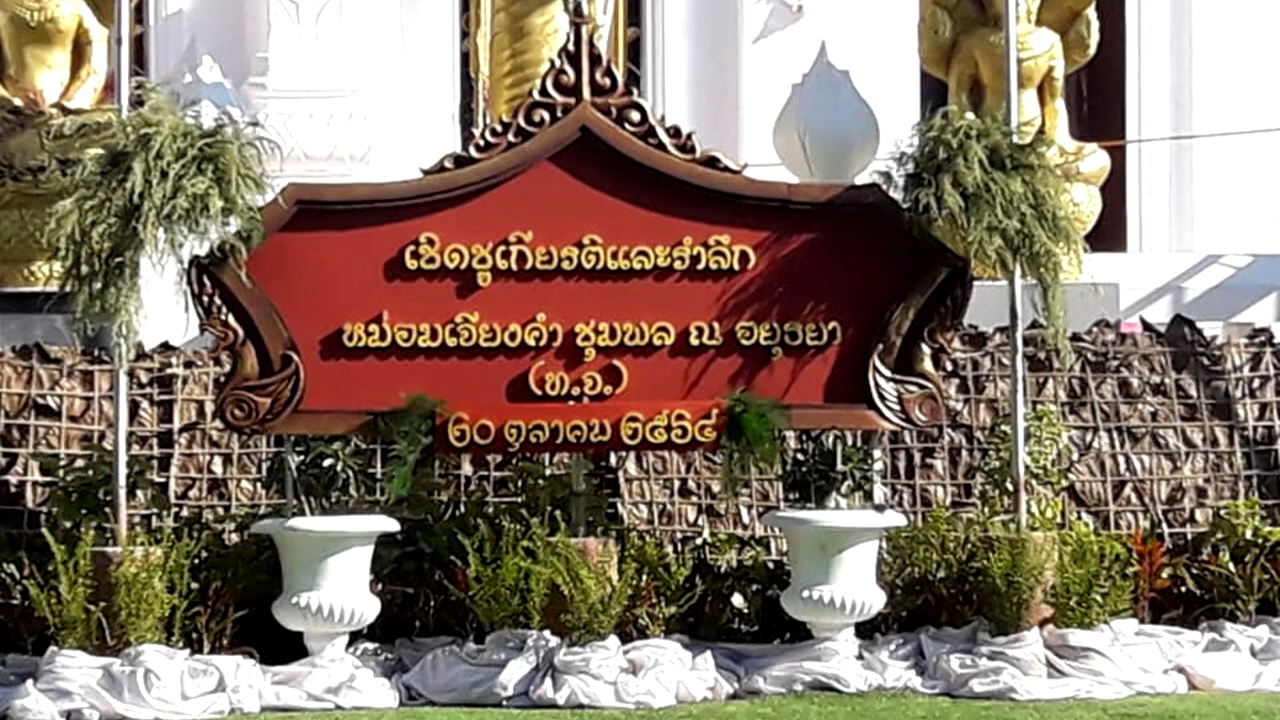 เชิดชูเกียรติและรำลึก
หม่อมเจียงคำ ชุมพล ณ อยุธยา
(ท.จ.)
๒๐ ตุลาคม ๒๕๖๔